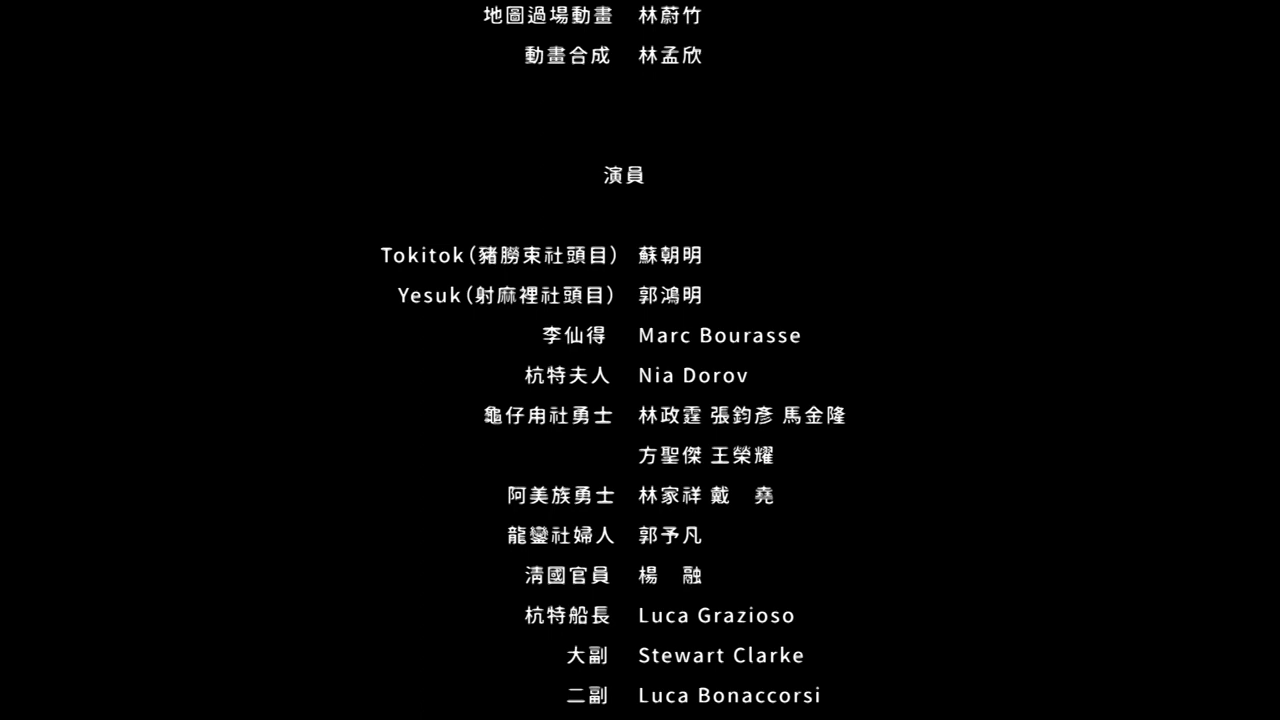 地圖過場動畫 林蔚竹
動畫合成 林孟欣
演員
Tokitok（豬勝束社頭目） 蘇朝明
Yesuk（射麻裡社頭目） 郭鴻明
李仙得 Marc Bourasse
杭特夫人 Nia Dorov
龜仔甪社勇士 林政霆 張鈞彥 馬金隆
方聖傑 王榮耀
阿美族勇士 林家祥 戴　堯
龍鑾社婦人 郭予凡
清國官員 楊　融
杭特船長 Luca Grazioso
大副 Stewart Clarke
二副 Luca Bonaccorsi